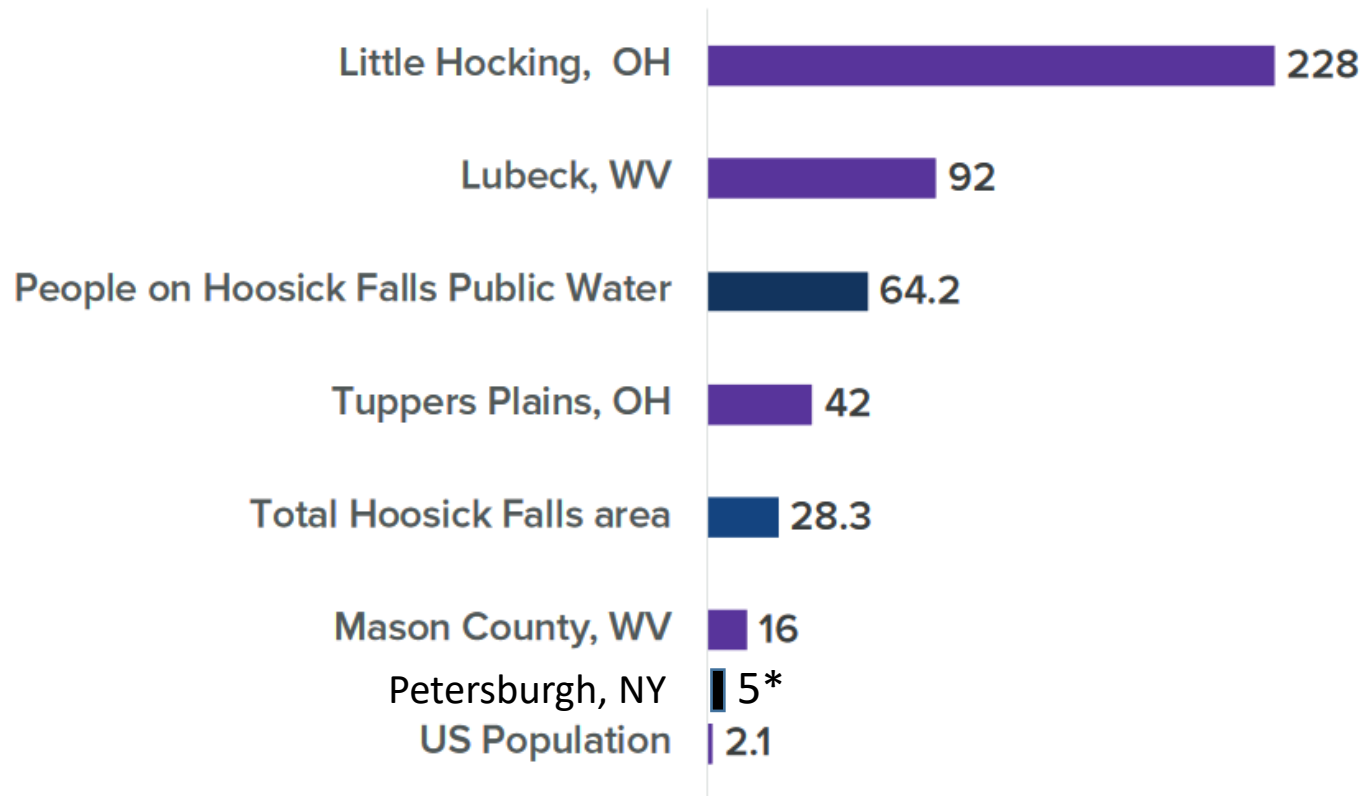 Little Hocking, OH 228
Lubeck, WV 92
People on Hoosick Falls Public Water 64.2
Tuppers Plains, OH 42
Total Hoosick Falls area 28.3
Mason County, WV 16
Petersburgh, NY 5*
US Population 2.1